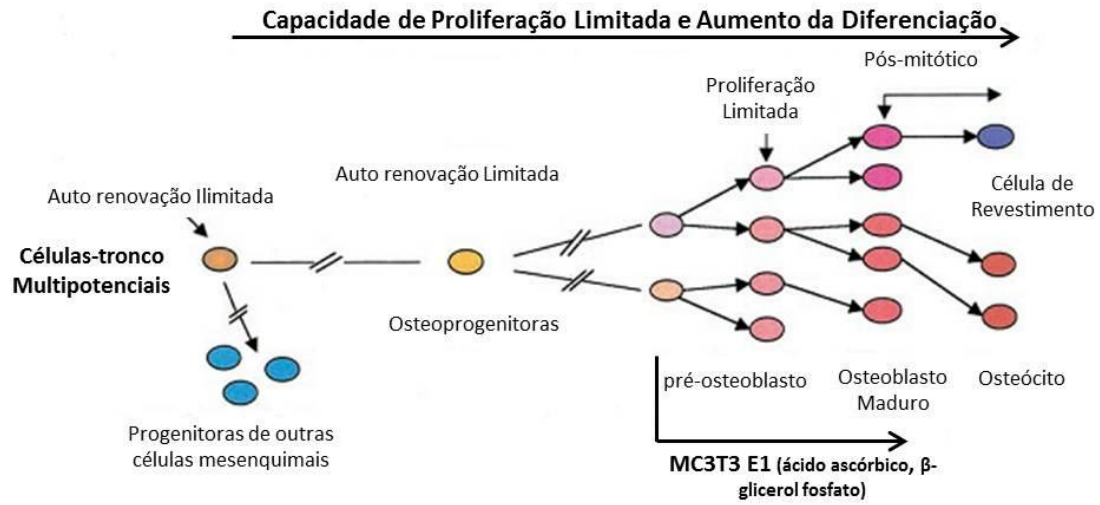 Capacidade de Proliferação Limitada e Aumento da Diferenciação
Pós-mitótico
Proliferação
Limitada
Auto renovação Limitada
Auto renovação Ilimitada
Célula de
Revestimento
Células-tronco
Multipotenciais
Osteoprogenitoras
pré-osteoblasto
Osteoblasto
Maduro
Osteócito
Progenitoras de outras
células mesenquimais
MC3T3 E1 (ácido ascórbico, β-
glicerol fosfato)